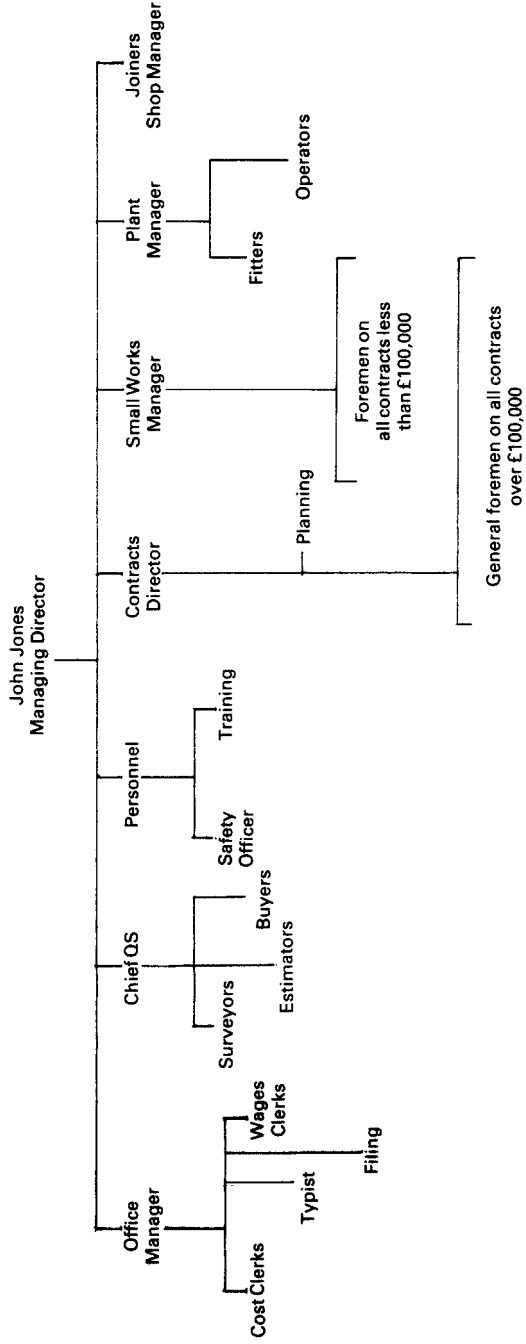 John Jones
Managing Director
Office
Manager
Chief QS
Personnel
Contracts
Director
Small Works
Manager
Plant
Manager
Joiners
Shop Manager
Cost Clerks
Typist
Filing
Wages
Clerks
Surveyors
Estimators
Buyers
Safety
Officer
Training
Planning
Foremen on
all contracts less
than £100,000
Fitters
Operators
General foremen on all contracts
over £100,000